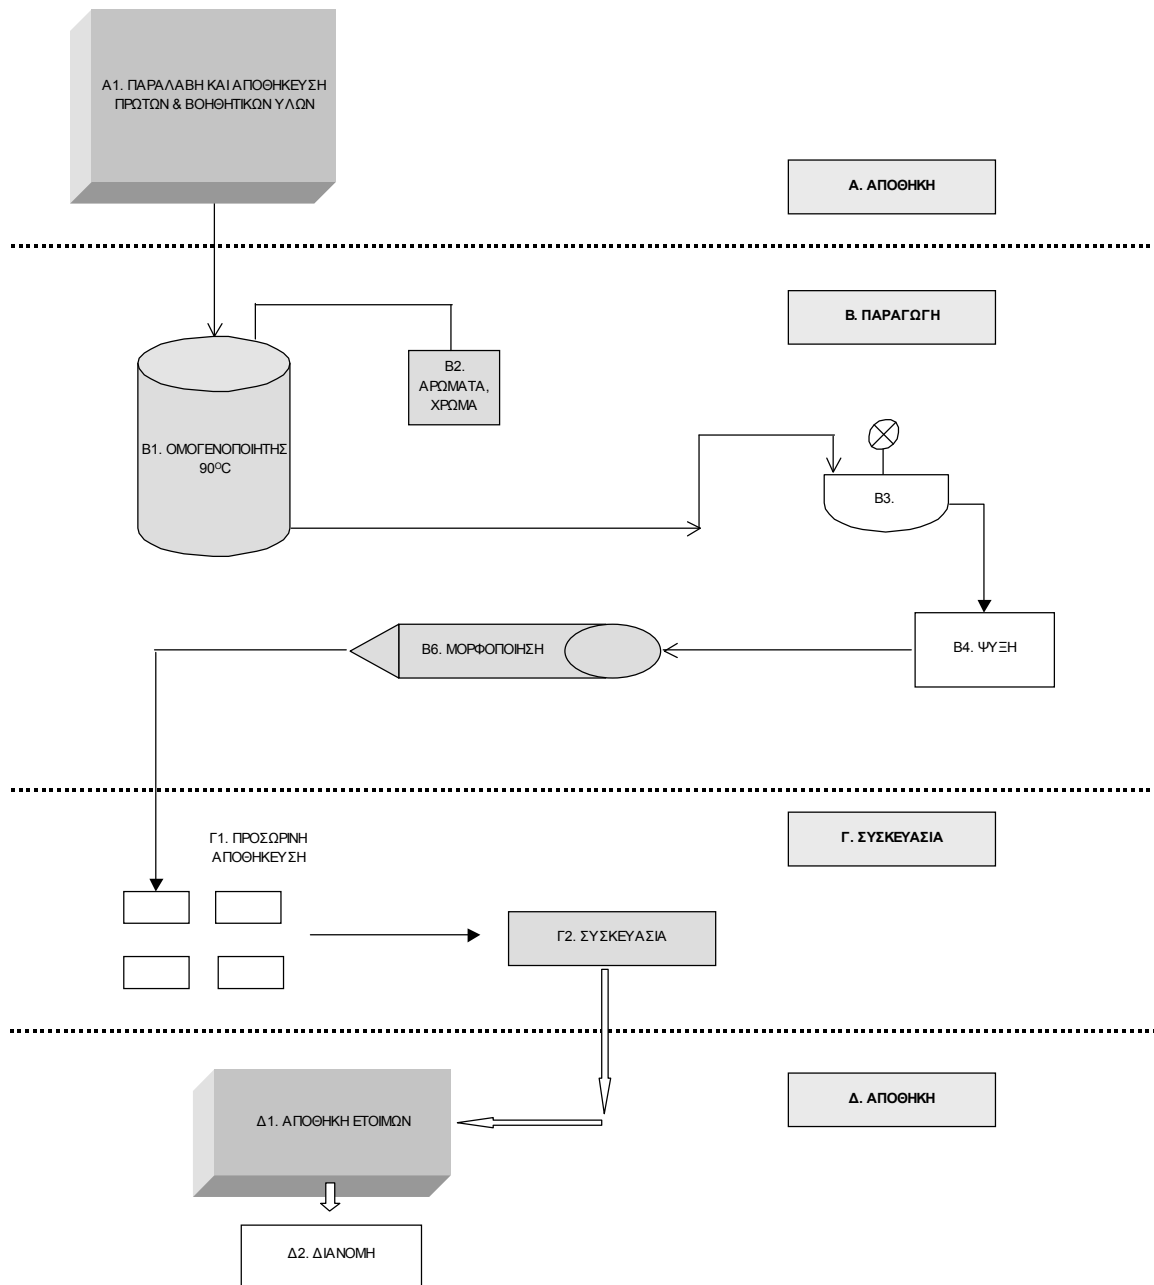 Α1. ΠΑΡΑΛΑΒΗ ΚΑΙ ΑΠΟΘΗΚΕΥΣΗ
ΠΡΩΤΩΝ & ΒΟΗΘΗΤΙΚΩΝ ΥΛΩΝ
Α. ΑΠΟΘΗΚΗ
Β. ΠΑΡΑΓΩΓΗ
Β2.
ΑΡΩΜΑΤΑ,
ΧΡΩΜΑ
Β1. ΟΜΟΓΕΝΟΠΟΙΗΤΗΣ
90ᴼC
Β3.
Β6. ΜΟΡΦΟΠΟΙΗΣΗ
Β4. ΨΥΞΗ
Γ. ΣΥΣΚΕΥΑΣΙΑ
Γ1. ΠΡΟΣΩΡΙΝΗ
ΑΠΟΘΗΚΕΥΣΗ
Γ2. ΣΥΣΚΕΥΑΣΙΑ
Δ. ΑΠΟΘΗΚΗ
Δ1. ΑΠΟΘΗΚΗ ΕΤΟΙΜΩΝ
Δ2. ΔΙΑΝΟΜΗ